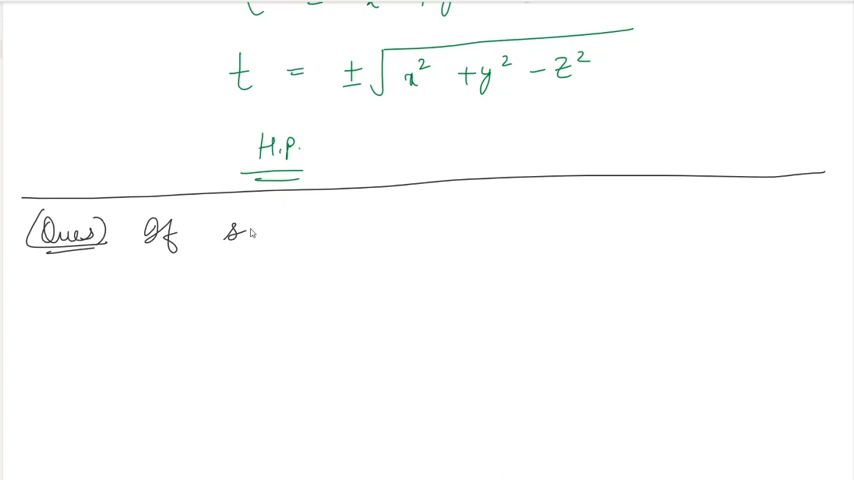 t = ± √x² + y² - z²
H.P.
(Ques) If s